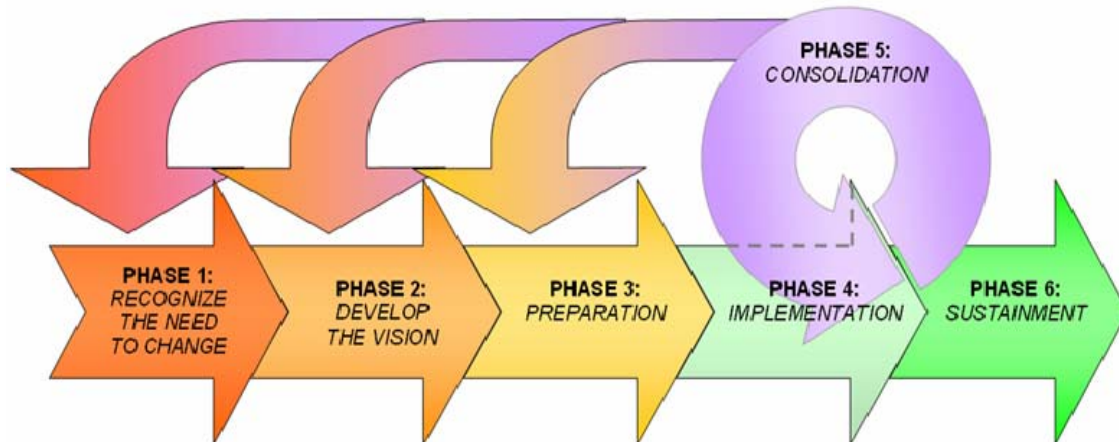 PHASE 5:
CONSOLIDATION
PHASE 1:
RECOGNIZE
THE NEED
TO CHANGE
PHASE 2:
DEVELOP
THE VISION
PHASE 3:
PREPARATION
PHASE 4:
IMPLEMENTATION
PHASE 6:
SUSTAINMENT